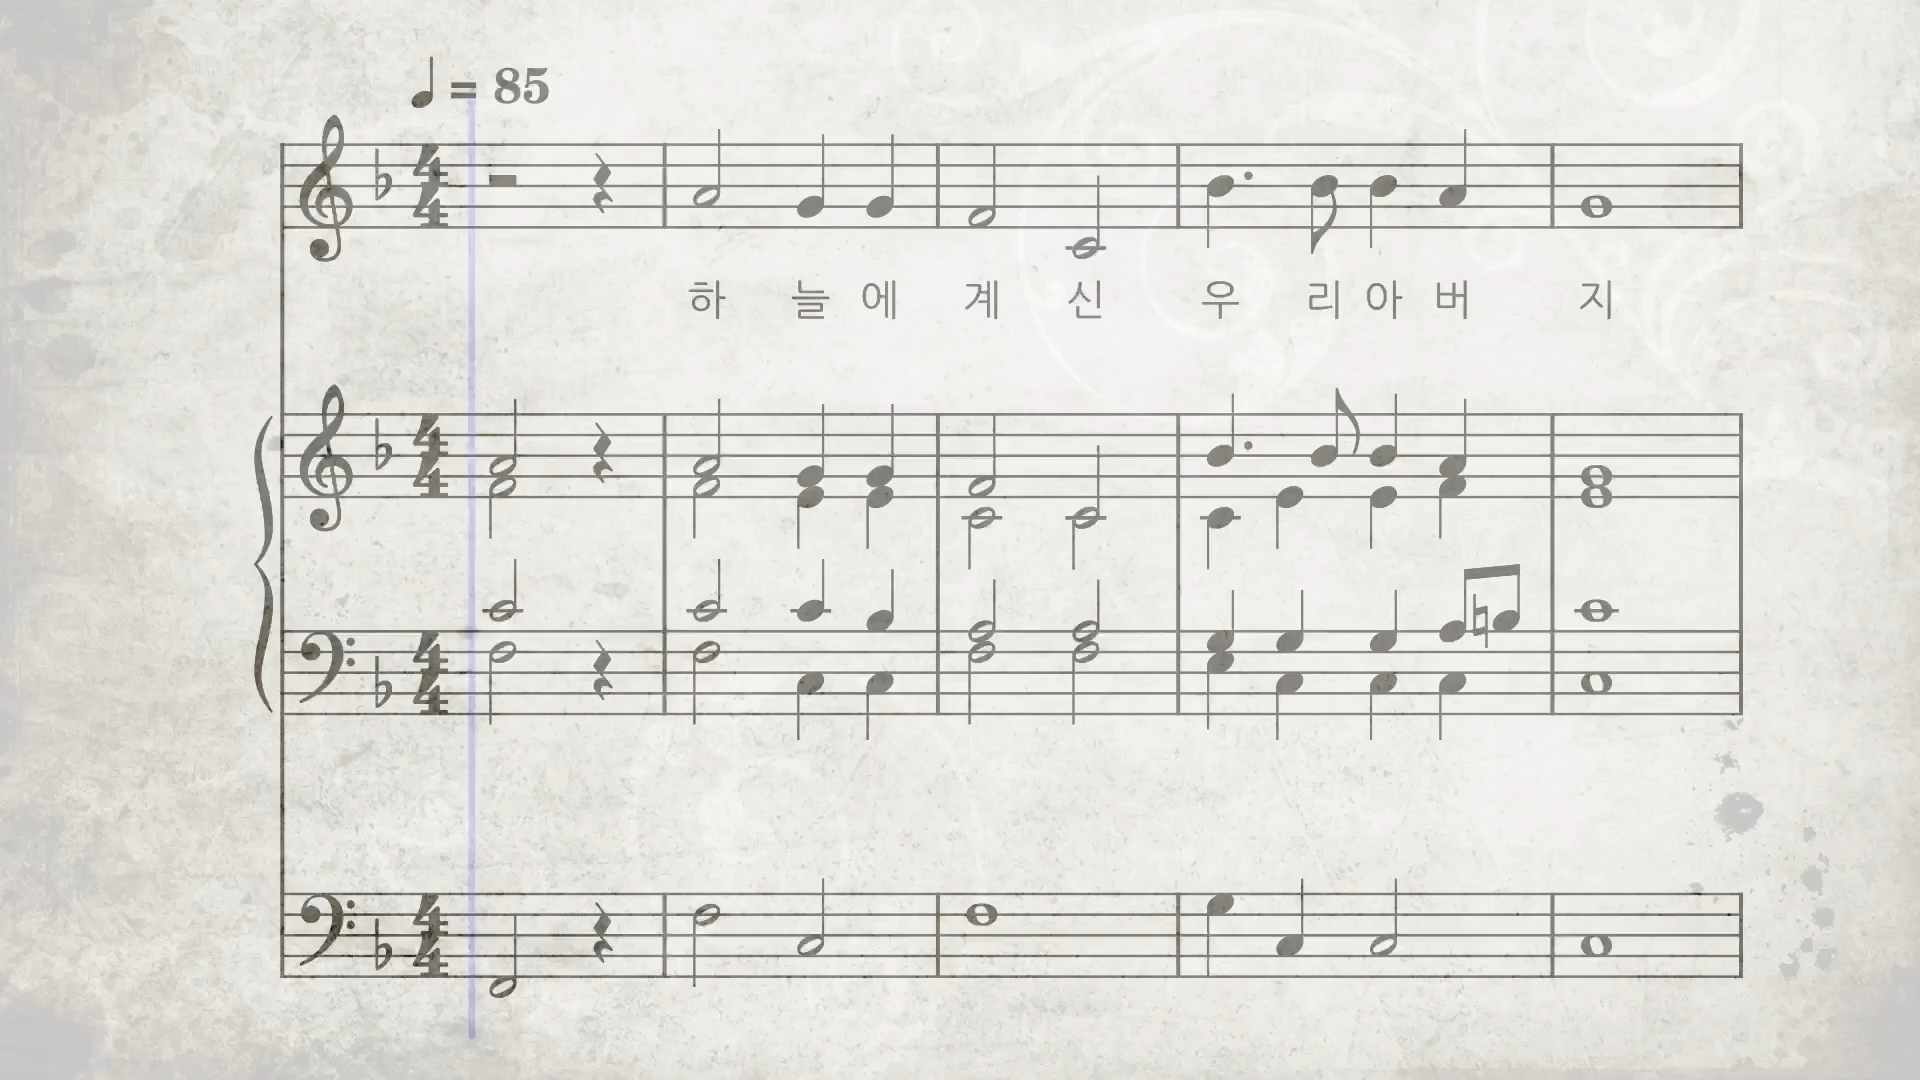 ♩ = 85
하 늘 에 계 신 우 리 아 버 지